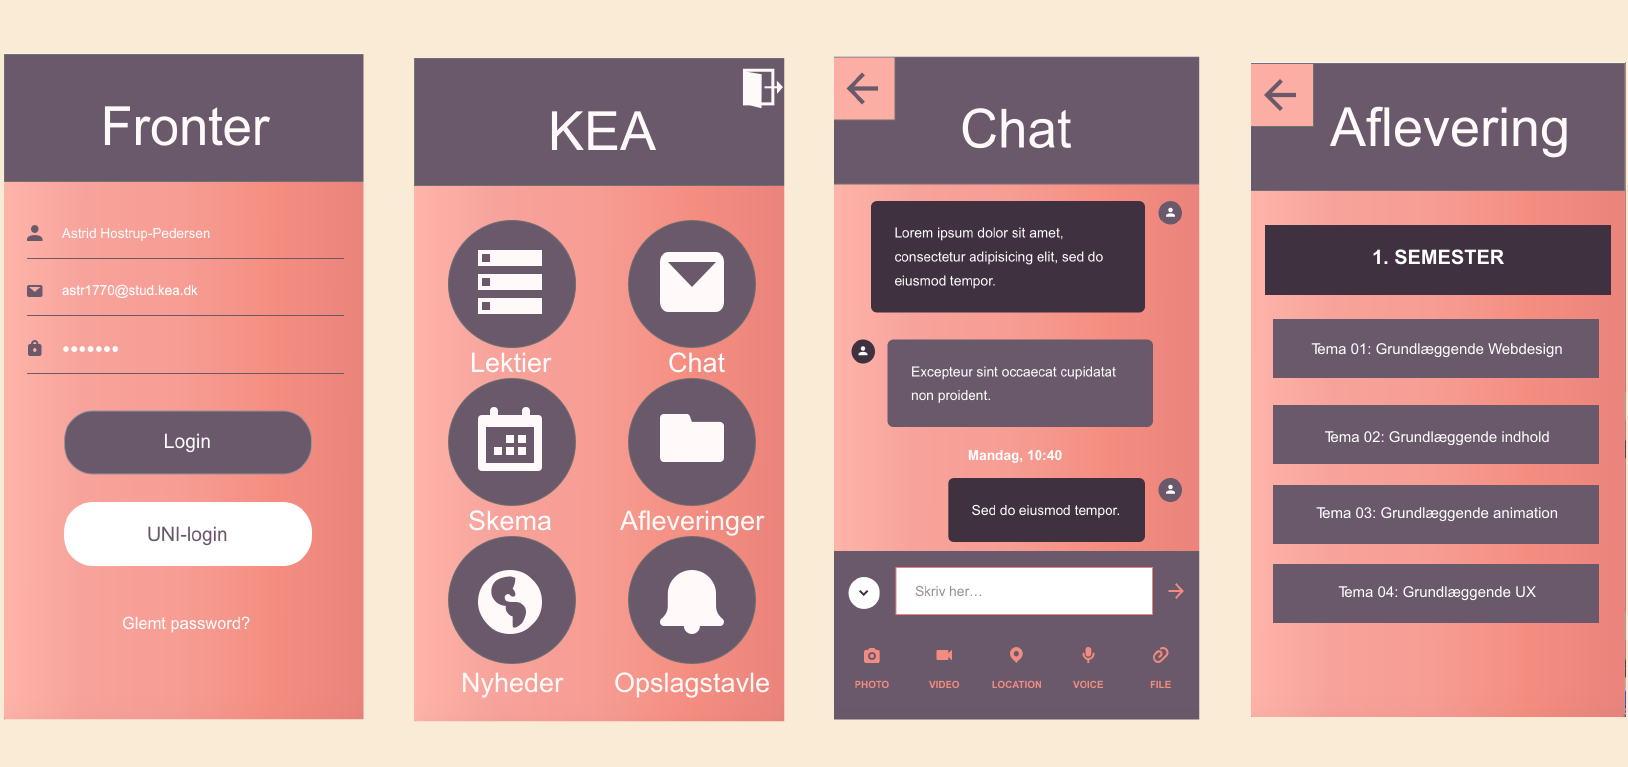 Fronter
Astrid Hostrup-Pedersen
astr1770@stud.kea.dk
•••••••
Login
UNI-login
Glemt password?
KEA
Lektier
Chat
Skema
Afleveringer
Nyheder
Opslagstavle
Chat
Lorem ipsum dolor sit amet,
consectetur adipisicing elit, sed do
eiusmod tempor.
Excepteur sint occaecat cupidatat
non proident.
Mandag, 10:40
Sed do eiusmod tempor.
Skriv her...
PHOTO
VIDEO
LOCATION
VOICE
FILE
Aflevering
1. SEMESTER
Tema 01: Grundlæggende Webdesign
Tema 02: Grundlæggende indhold
Tema 03: Grundlæggende animation
Tema 04: Grundlæggende UX